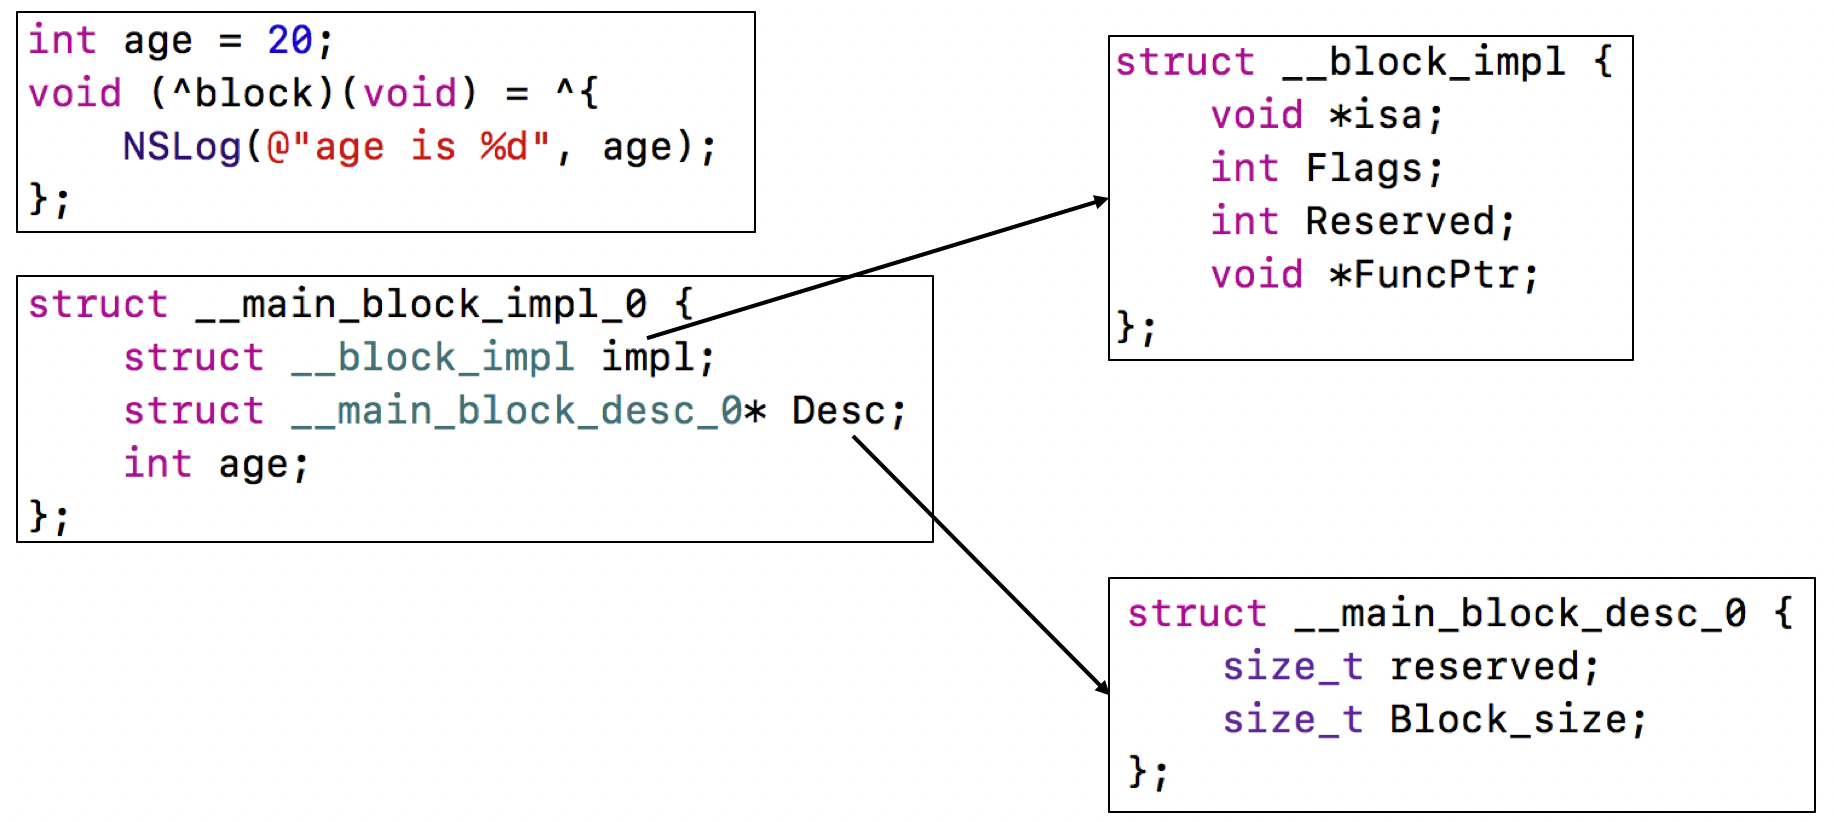 int age = 20;
void (^block)(void) = ^{
    NSLog(@"age is %d", age);
};
struct __main_block_impl_0 {
    struct __block_impl impl;
    struct __main_block_desc_0* Desc;
    int age;
};
struct __block_impl {
    void *isa;
    int Flags;
    int Reserved;
    void *FuncPtr;
};
struct __main_block_desc_0 {
    size_t reserved;
    size_t Block_size;
};